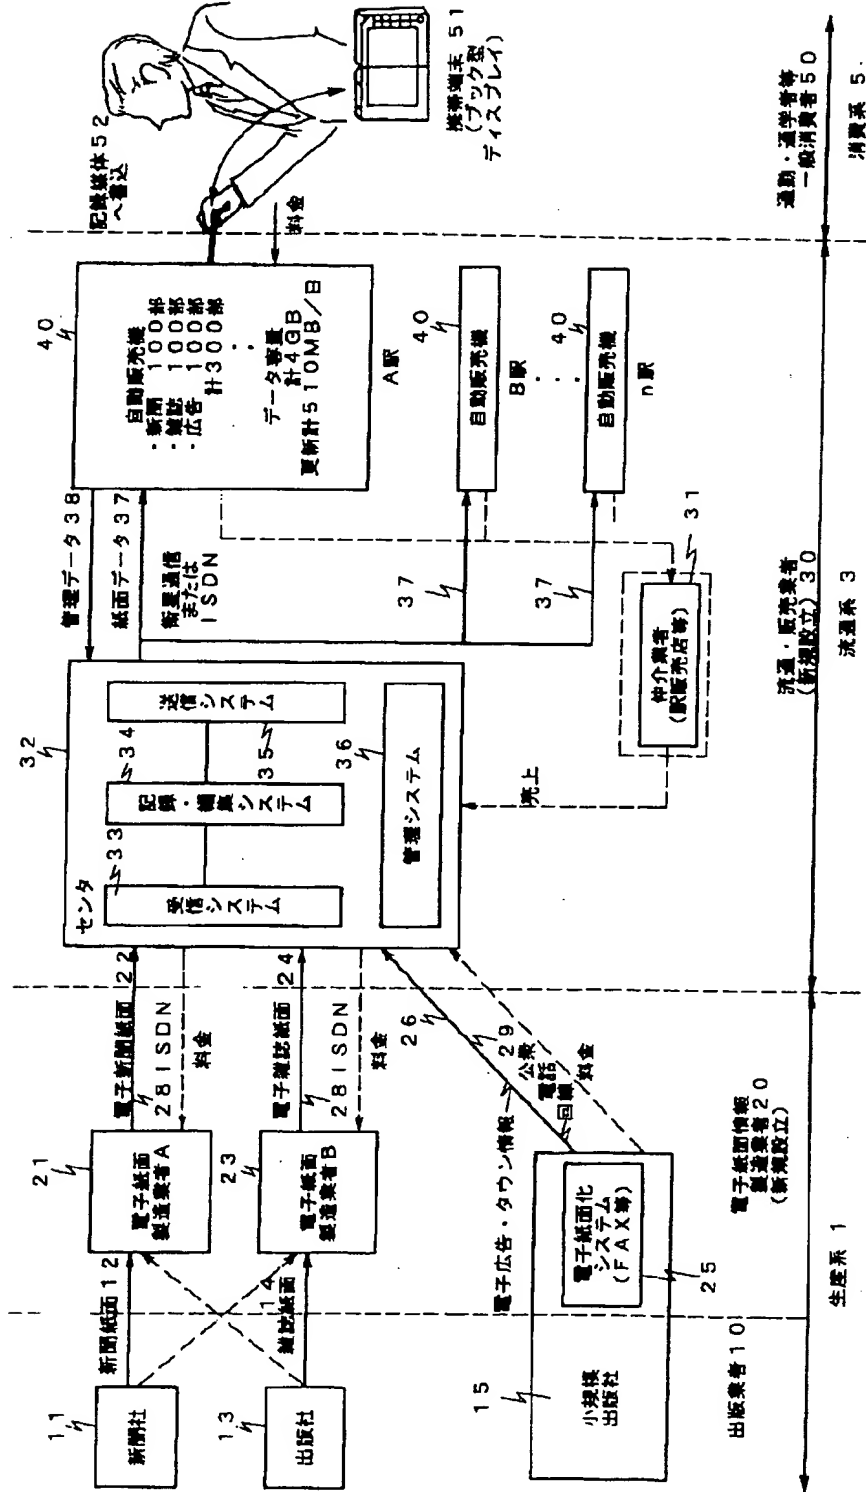 11
新聞社
13
出版社
15
小規模
出版社
出版業者10
新聞紙面12
14
雑誌紙面
21
電子紙面
製造業者A
23
電子紙面
製造業者B
電子紙面化
システム
(FAX等)
25
電子紙面情報
製造業者20
(新規設立)
生産系 1
電子新聞紙面 22
28ISDN
料金
電子雑誌紙面 24
28ISDN
料金
電子広告・タウン情報
26
29
公衆
電話
回線
料金
32
センタ
33
受信システム
34
記録・編集システム
35
送信システム
36
管理システム
売上
仲介業者
(駅販売店等)
31
管理データ38
紙面データ37
衛星通信
または
ISDN
37
37
流通・販売業者
(新規設立)30
流通系 3
40
自動販売機
・新聞 100部
・雑誌 100部
・広告 100部
計300部
・
・
データ容量
計4GB
更新計510MB/日
A駅
40
自動販売機
B駅
・
・
・
40
自動販売機
n駅
記録媒体52
へ書込
料金
携帯端末 51
(ブック型
ディスプレイ)
通勤・通学者等
一般消費者50
消費系 5